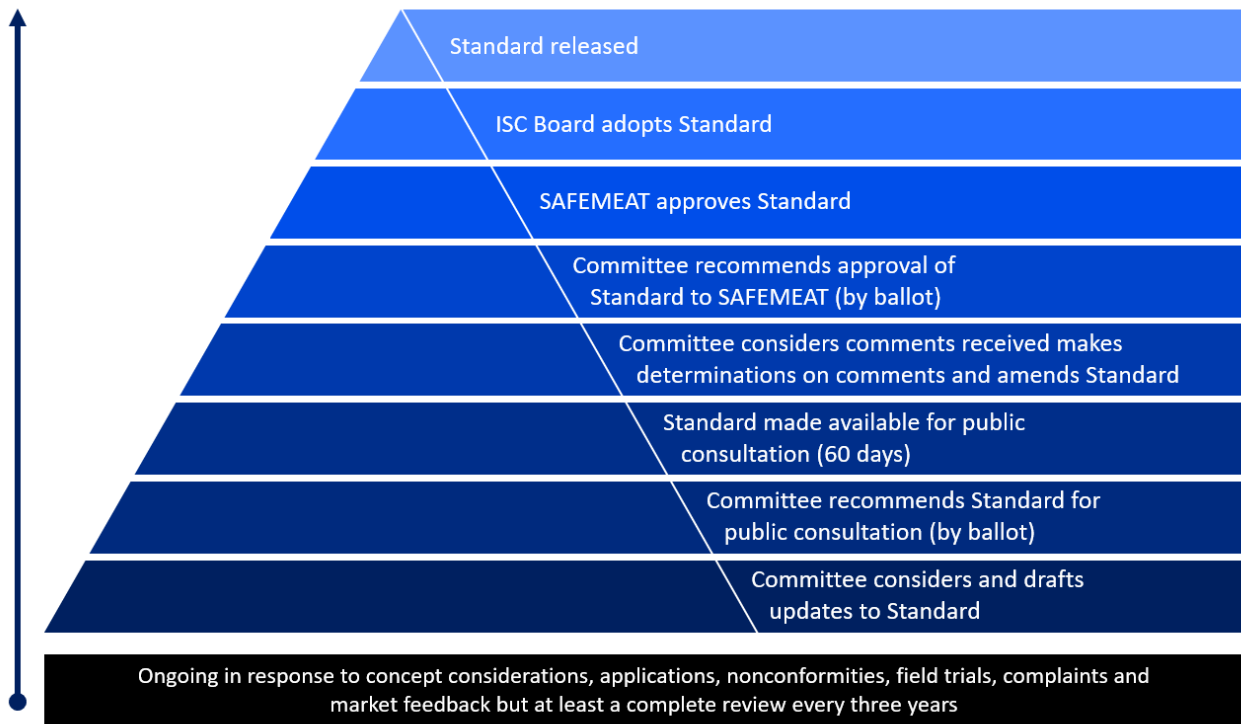 Standard released
ISC Board adopts Standard
SAFEMEAT approves Standard
Committee recommends approval of
Standard to SAFEMEAT (by ballot)
Committee considers comments received makes
determinations on comments and amends Standard
Standard made available for public
consultation (60 days)
Committee recommends Standard for
public consultation (by ballot)
Committee considers and drafts
updates to Standard
Ongoing in response to concept considerations, applications, nonconformities, field trials, complaints and
market feedback but at least a complete review every three years